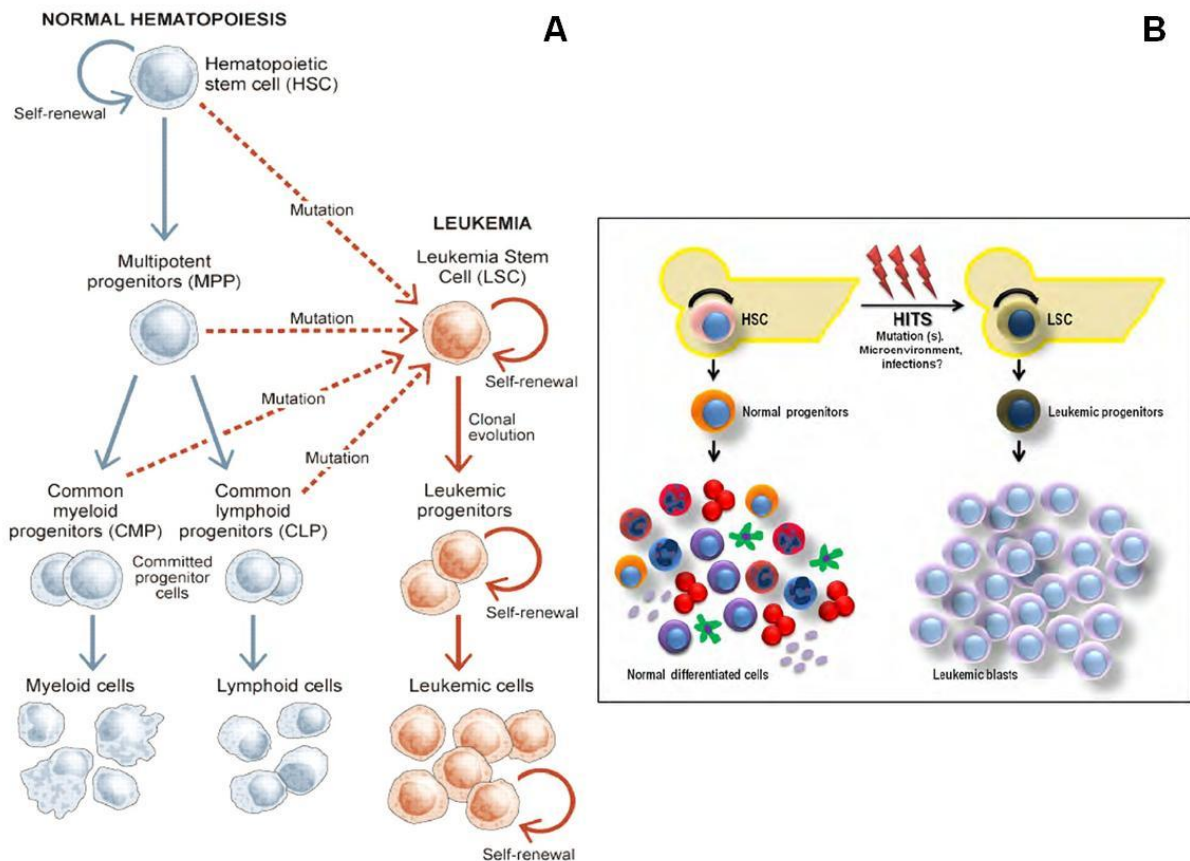 NORMAL HEMATOPOIESIS
A
Hematopoietic
stem cell (HSC)
Self-renewal
Mutation
LEUKEMIA
Leukemia Stem
Cell (LSC)
Multipotent
progenitors (MPP)
Mutation
Self-renewal
Mutation
Clonal
evolution
Mutation
Common
myeloid
progenitors (CMP)
Common
lymphoid
progenitors (CLP)
Leukemic
progenitors
Committed
progenitor
cells
Self-renewal
Myeloid cells
Lymphoid cells
Leukemic cells
Self-renewal
B
HSC
HITS
Mutation (s).
Microenvironment,
infections?
LSC
Normal progenitors
Leukemic progenitors
Normal differentiated cells
Leukemic blasts